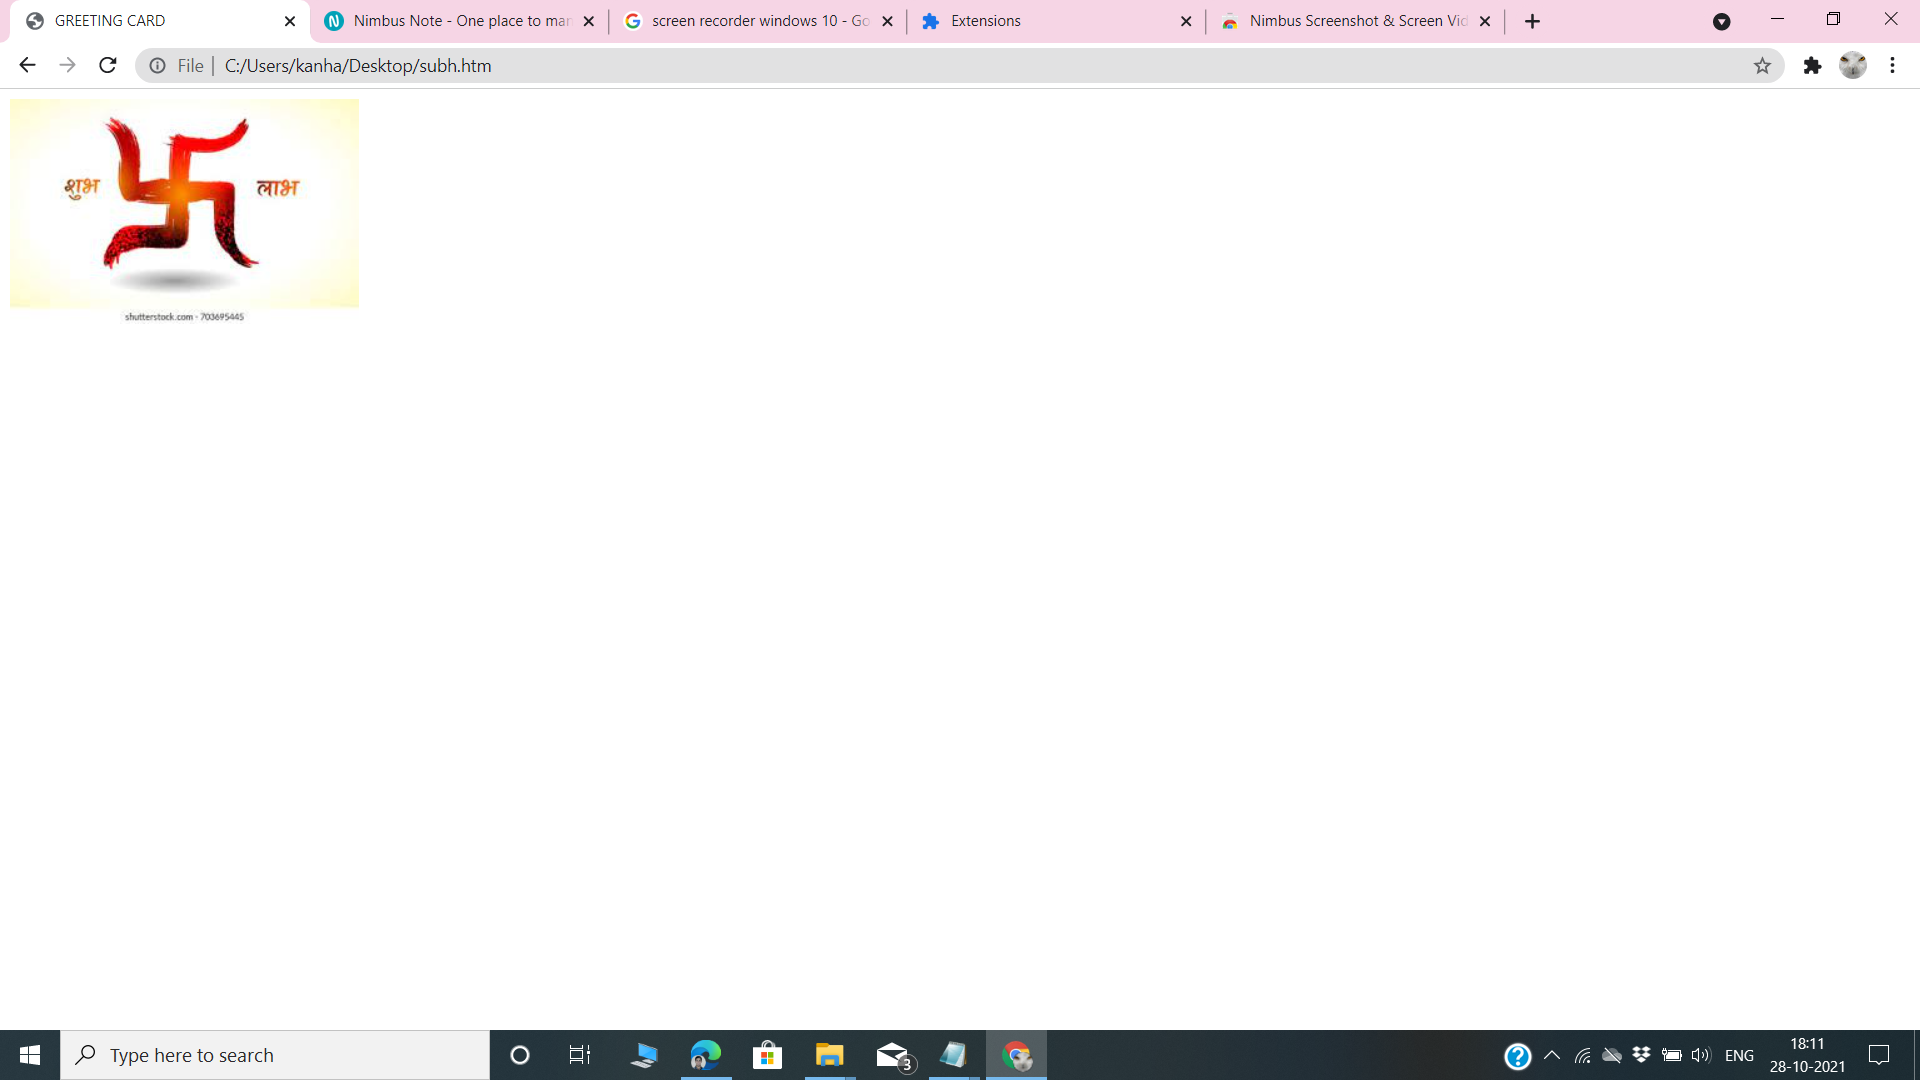 GREETING CARD
Nimbus Note - One place to man
screen recorder windows 10 - Go
Extensions
Nimbus Screenshot & Screen Vid
File | C:/Users/kanha/Desktop/subh.htm
शुभ लाभ
shutterstock.com · 703695445
Type here to search
3
ENG
18:11
28-10-2021